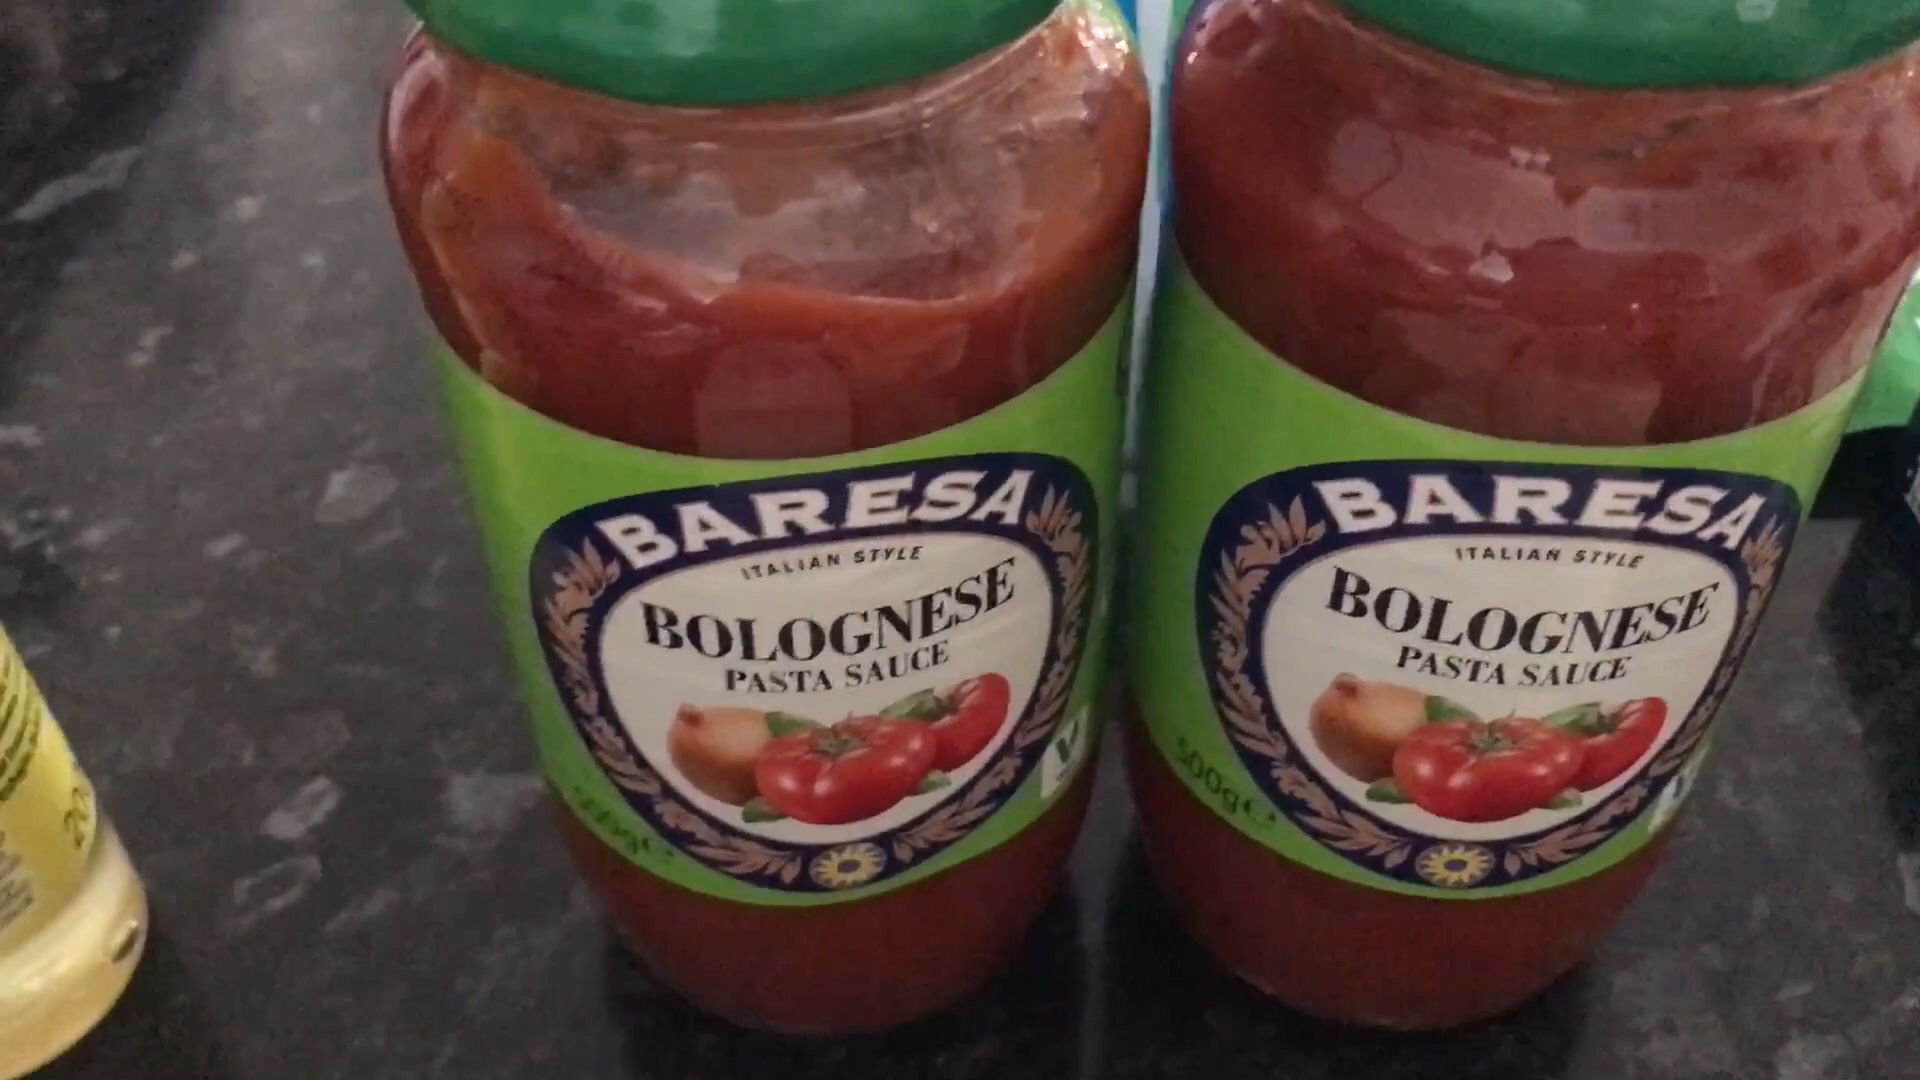 BARESA
ITALIAN STYLE
BOLOGNESE
PASTA SAUCE
BARESA
ITALIAN STYLE
BOLOGNESE
PASTA SAUCE
500g e